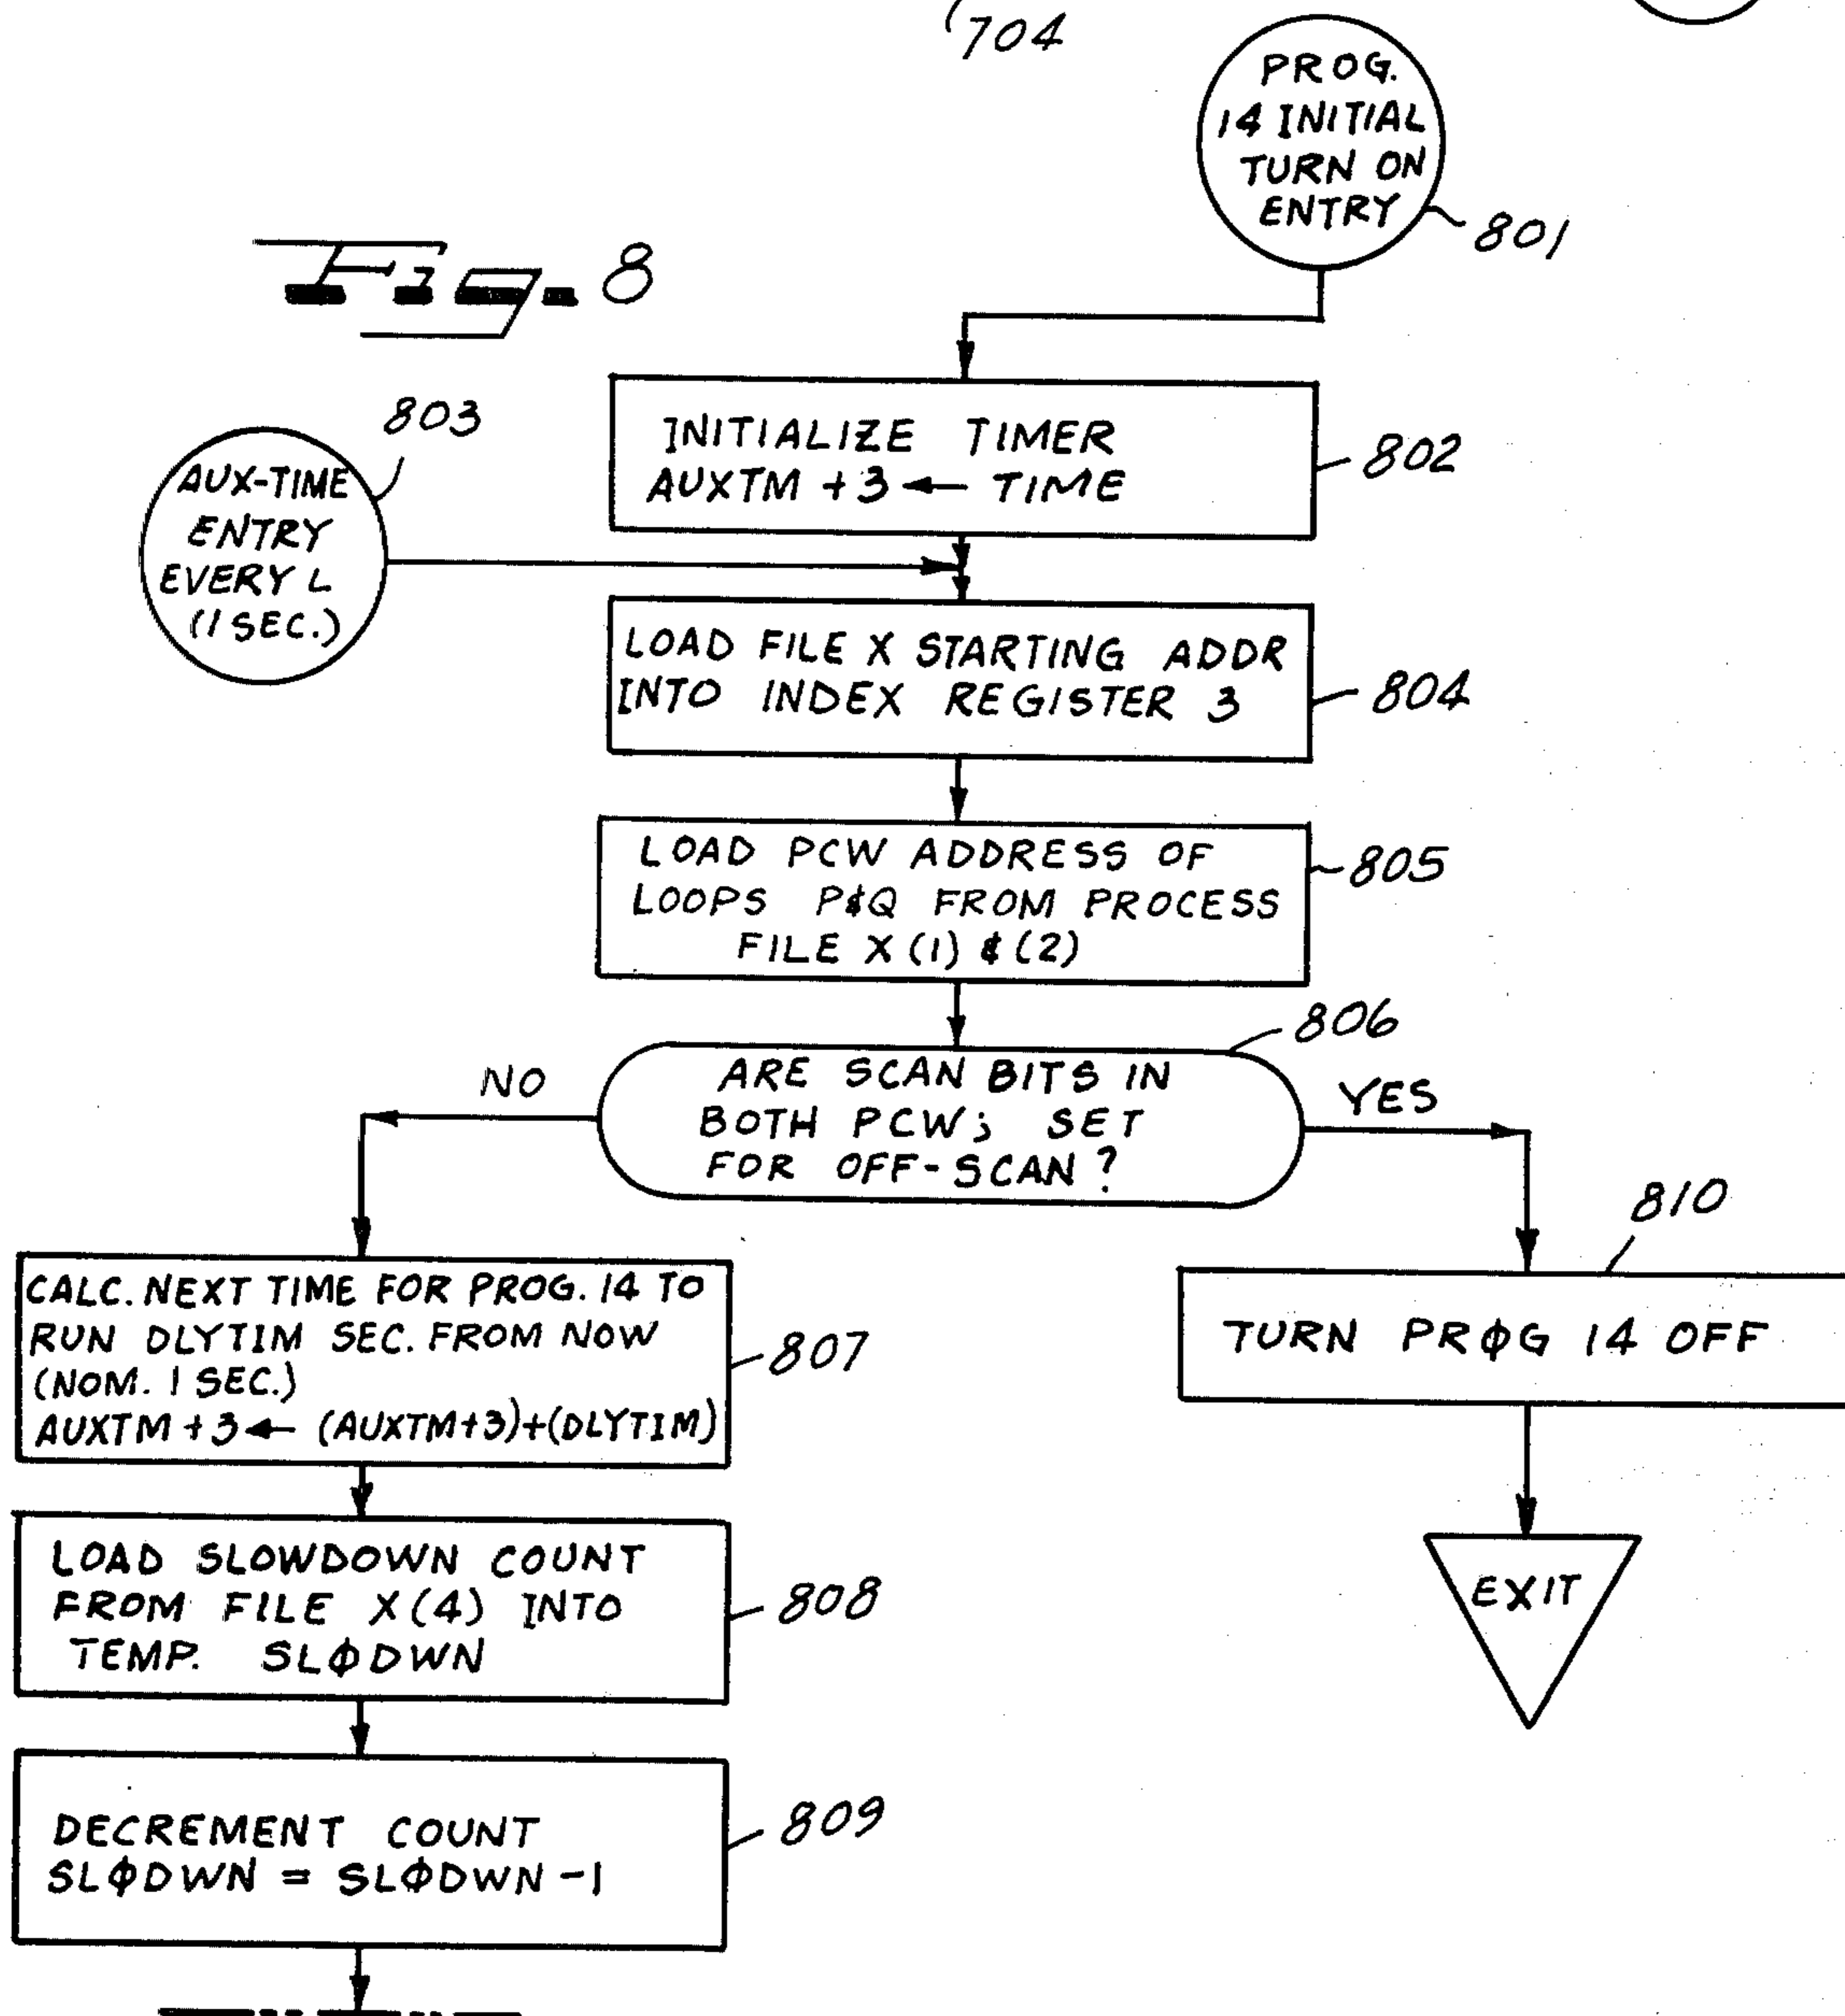 704
PROG.
14 INITIAL
TURN ON
ENTRY
801
Fig. 8
INITIALIZE TIMER
AUXTM +3 ← TIME
802
803
AUX-TIME
ENTRY
EVERY L
(1 SEC.)
LOAD FILE X STARTING ADDR
INTO INDEX REGISTER 3
804
LOAD PCW ADDRESS OF
LOOPS P&Q FROM PROCESS
FILE X (1) & (2)
805
806
ARE SCAN BITS IN
BOTH PCW; SET
FOR OFF-SCAN?
NO
YES
CALC. NEXT TIME FOR PROG. 14 TO
RUN DLYTIM SEC. FROM NOW
(NOM. 1 SEC.)
AUXTM +3 ← (AUXTM+3)+(DLYTIM)
807
810
TURN PRΦG 14 OFF
EXIT
LOAD SLOWDOWN COUNT
FROM FILE X(4) INTO
TEMP. SLΦDWN
808
DECREMENT COUNT
SLΦDWN = SLΦDWN -1
809